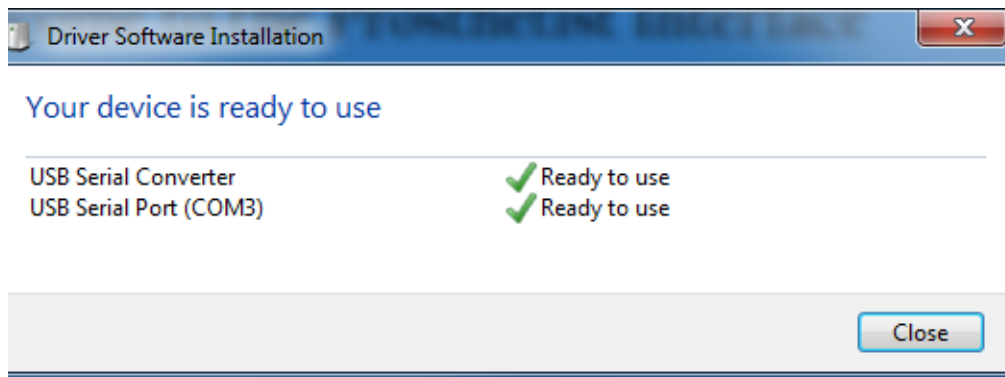 Driver Software Installation
Your device is ready to use
USB Serial Converter Ready to use
USB Serial Port (COM3) Ready to use
Close